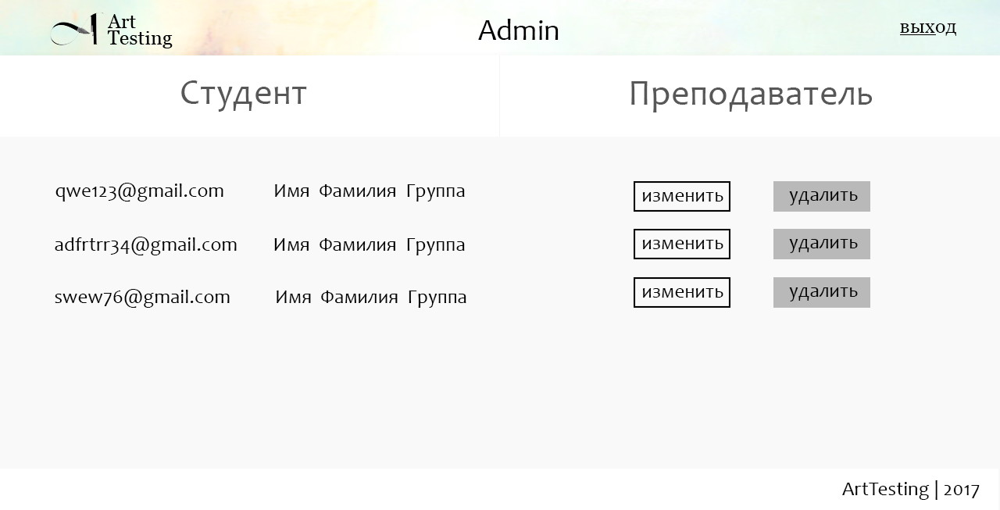 Art
Testing
Admin
выход
Студент
Преподаватель
qwe123@gmail.com Имя Фамилия Группа изменить удалить
adfrtrr34@gmail.com Имя Фамилия Группа изменить удалить
swew76@gmail.com Имя Фамилия Группа изменить удалить
ArtTesting | 2017